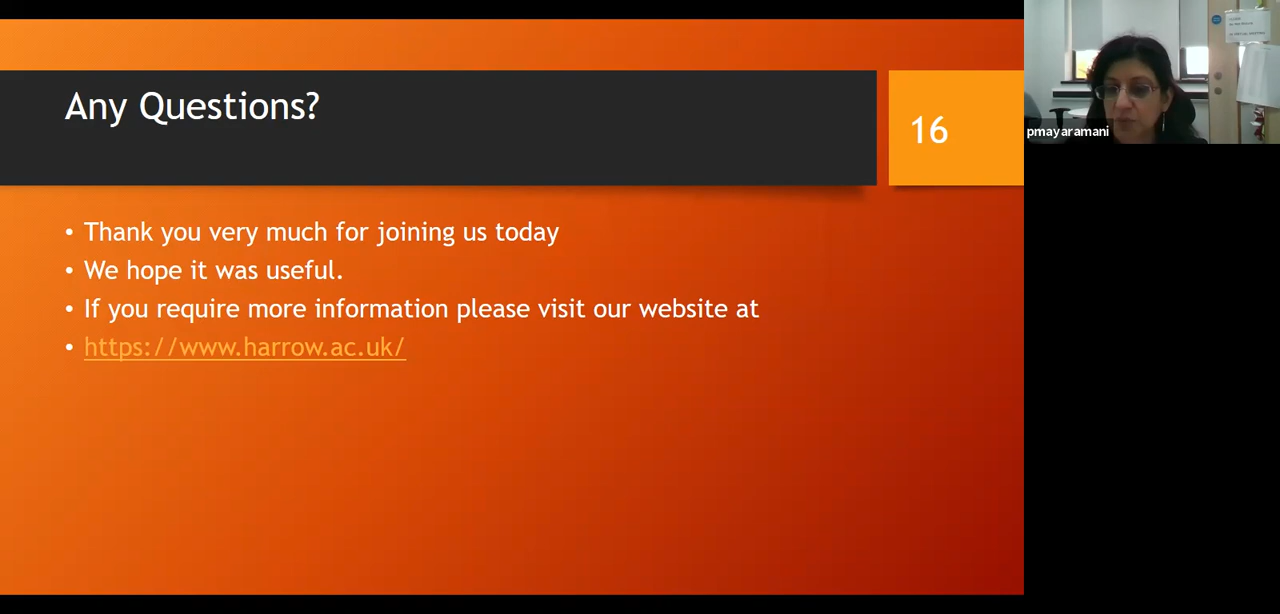 Any Questions?
16
• Thank you very much for joining us today
• We hope it was useful.
• If you require more information please visit our website at
• https://www.harrow.ac.uk/
pmayaramani